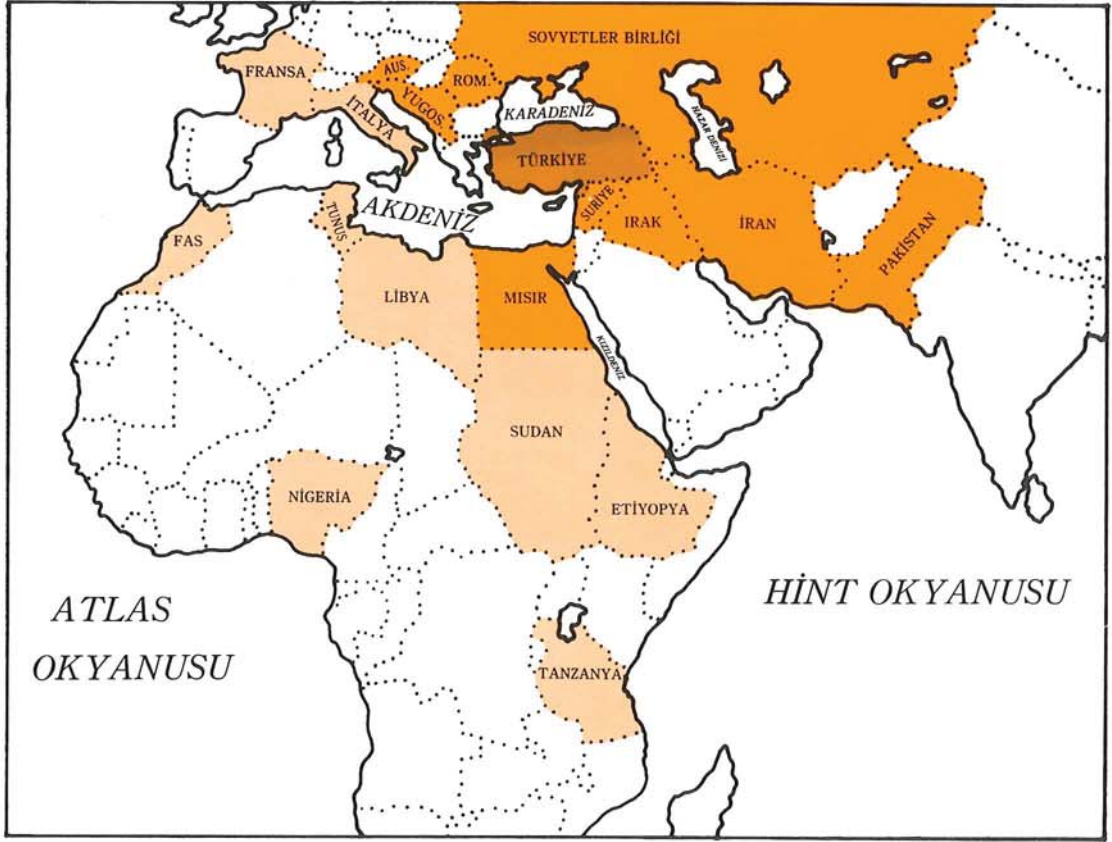 SOVYETLER BİRLİĞİ
FRANSA
AUS.
ROM.
İTALYA
YUGOS.
KARADENİZ
HAZAR DENİZİ
TÜRKİYE
AKDENİZ
SURİYE
IRAK
İRAN
PAKİSTAN
FAS
TUNUS
LİBYA
MISIR
KIZILDENİZ
SUDAN
NİGERİA
ETİYOPYA
ATLAS
OKYANUSU
HİNT OKYANUSU
TANZANYA